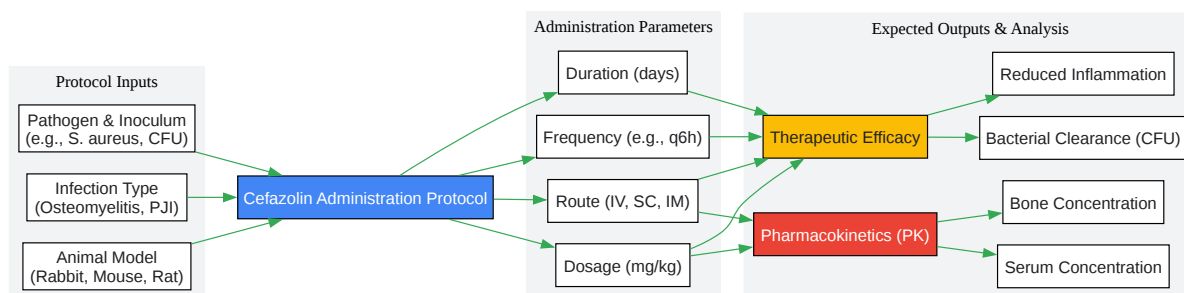 Protocol Inputs
Pathogen & Inoculum
(e.g., S. aureus, CFU)
Infection Type
(Osteomyelitis, PJI)
Animal Model
(Rabbit, Mouse, Rat)
Cefazolin Administration Protocol
Administration Parameters
Duration (days)
Frequency (e.g., q6h)
Route (IV, SC, IM)
Dosage (mg/kg)
Expected Outputs & Analysis
Therapeutic Efficacy
Pharmacokinetics (PK)
Reduced Inflammation
Bacterial Clearance (CFU)
Bone Concentration
Serum Concentration